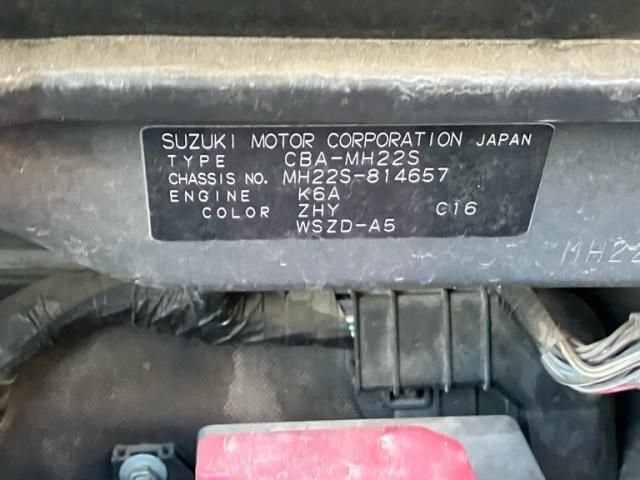 SUZUKI MOTOR CORPORATION JAPAN
TYPE CBA-MH22S
CHASSIS NO. MH22S-814657
ENGINE K6A
COLOR ZHY C16
WSZD-A5
MH22